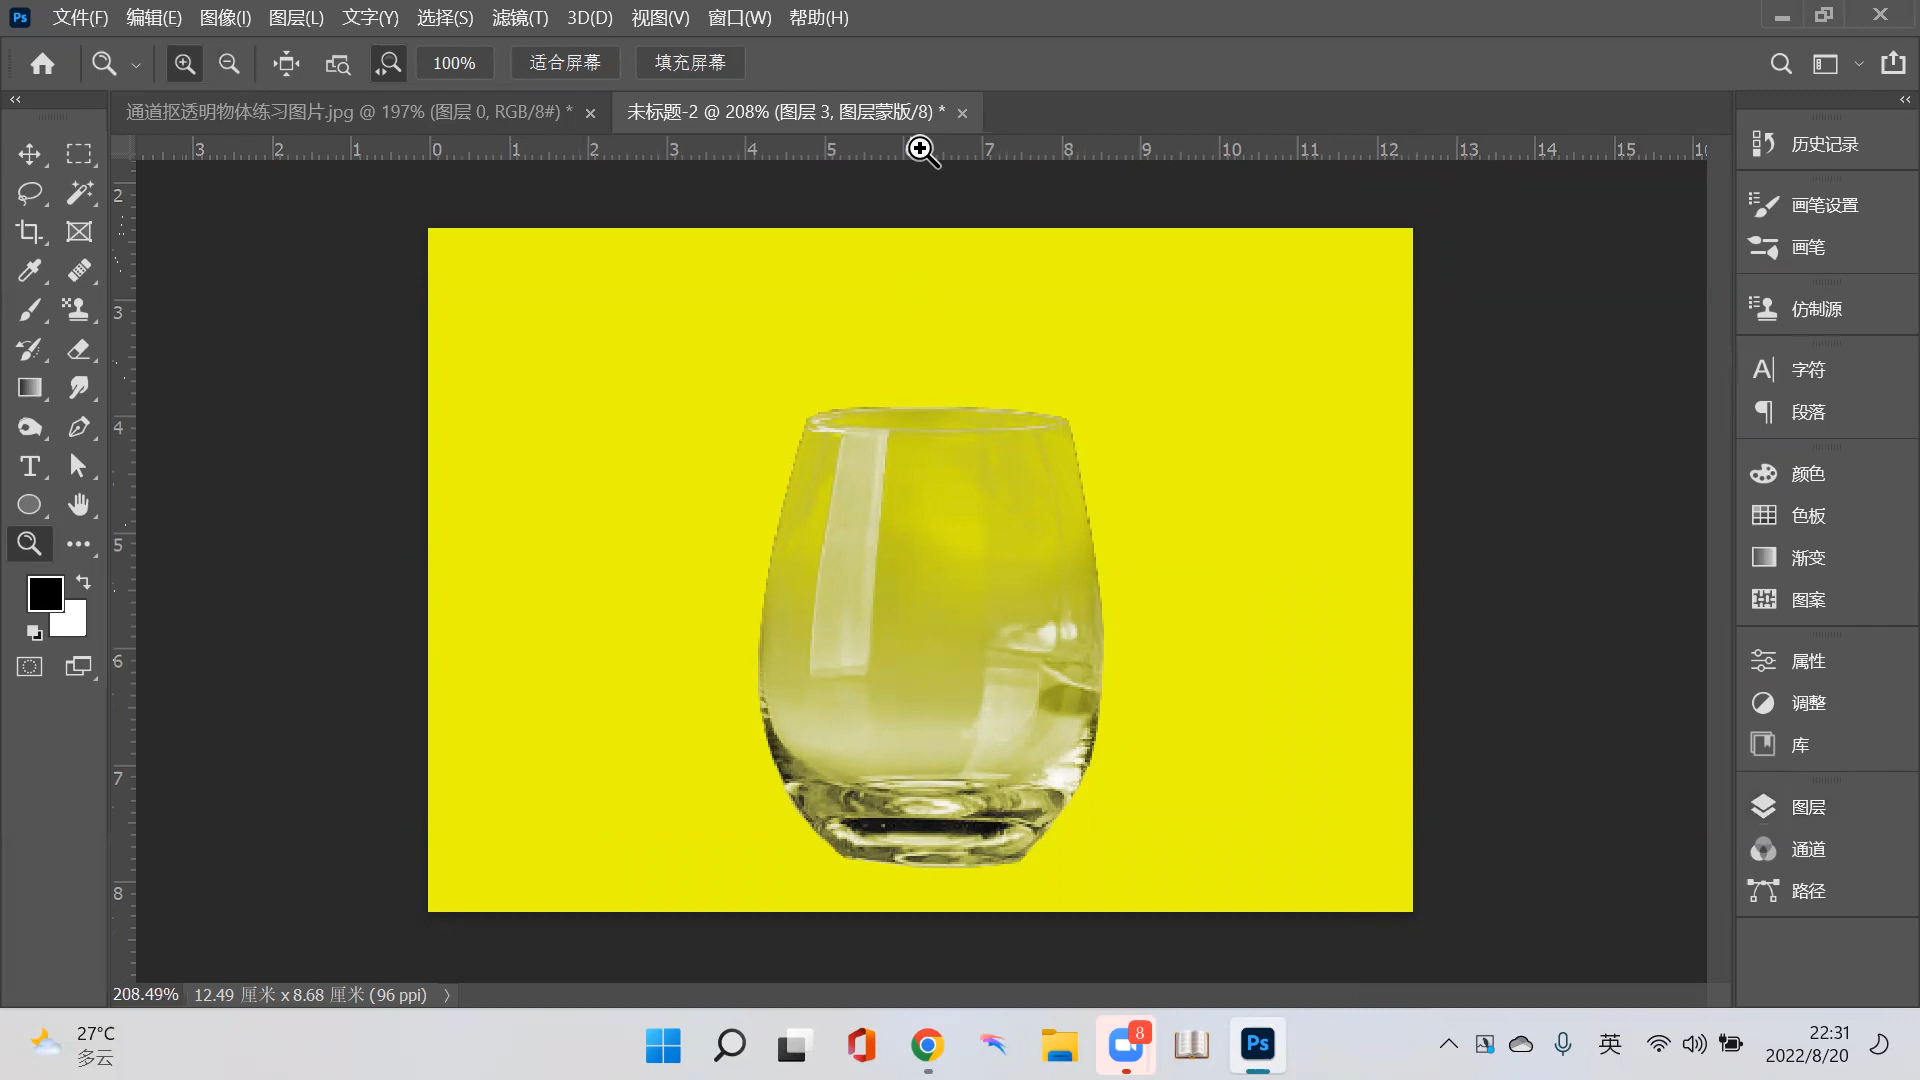 Ps 文件(F) 编辑(E) 图像(I) 图层(L) 文字(Y) 选择(S) 滤镜(T) 3D(D) 视图(V) 窗口(W) 帮助(H)
100% 适合屏幕 填充屏幕
通道抠透明物体练习图片.jpg @ 197% (图层 0, RGB/8#) * 未标题-2 @ 208% (图层 3, 图层蒙版/8) *
3 2 1 0 1 2 3 4 5 7 8 9 10 11 12 13 14 15
2
3
4
5
6
7
8
历史记录
画笔设置
画笔
仿制源
字符
段落
颜色
色板
渐变
图案
属性
调整
库
图层
通道
路径
208.49% 12.49 厘米 x 8.68 厘米 (96 ppi)
27°C
多云
8
Ps
英
22:31
2022/8/20